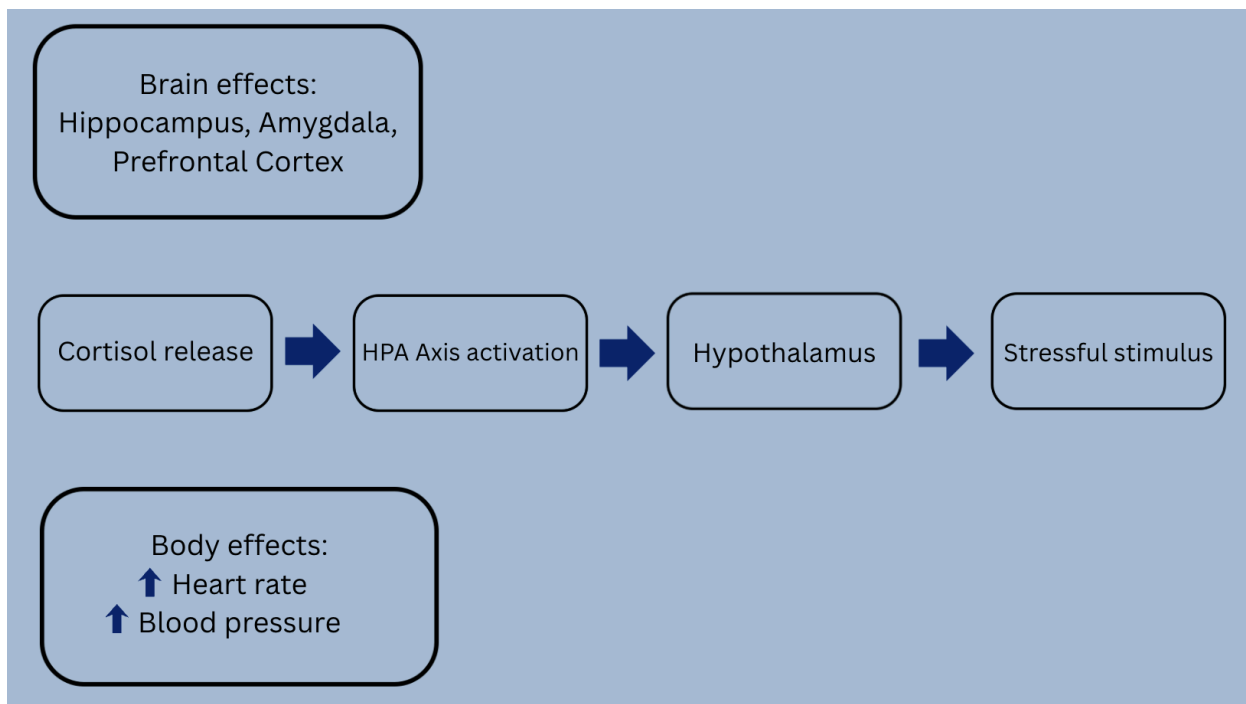 Brain effects:
Hippocampus, Amygdala,
Prefrontal Cortex
Cortisol release
HPA Axis activation
Hypothalamus
Stressful stimulus
Body effects:
Heart rate
Blood pressure